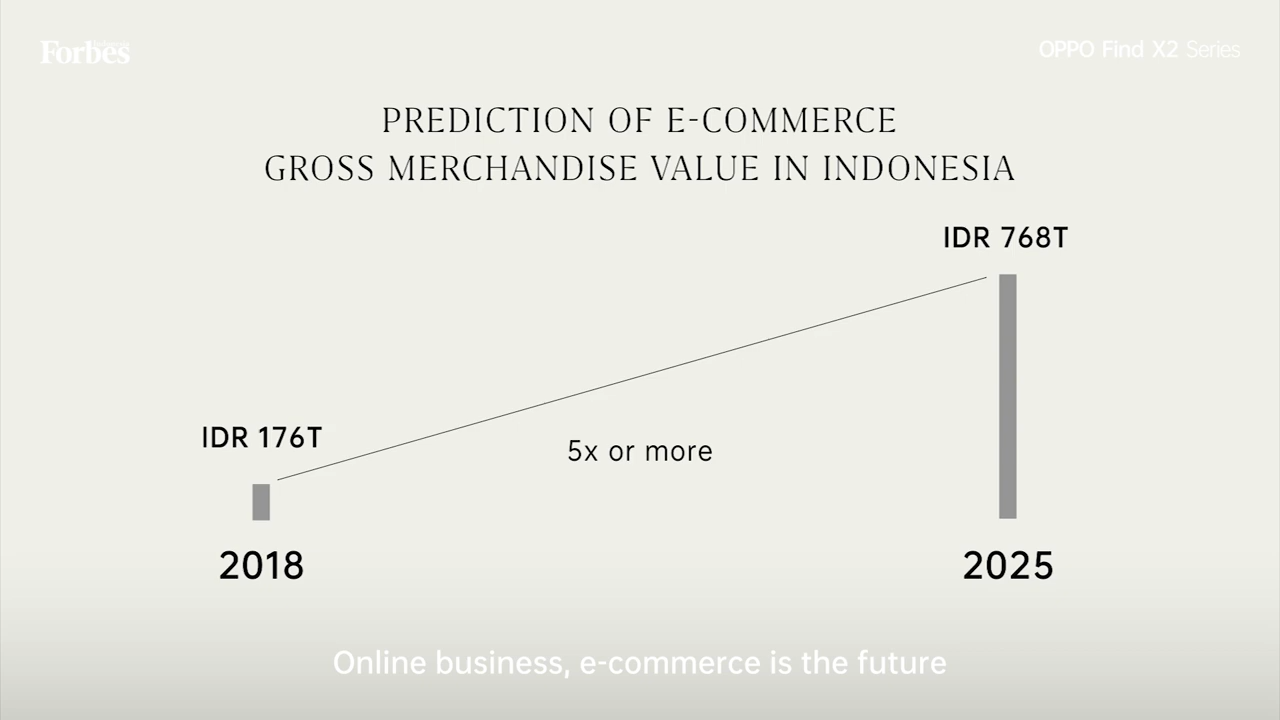 Forbes
OPPO Find X2 Series
PREDICTION OF E-COMMERCE
GROSS MERCHANDISE VALUE IN INDONESIA
IDR 768T
IDR 176T
5x or more
2018
2025
Online business, e-commerce is the future